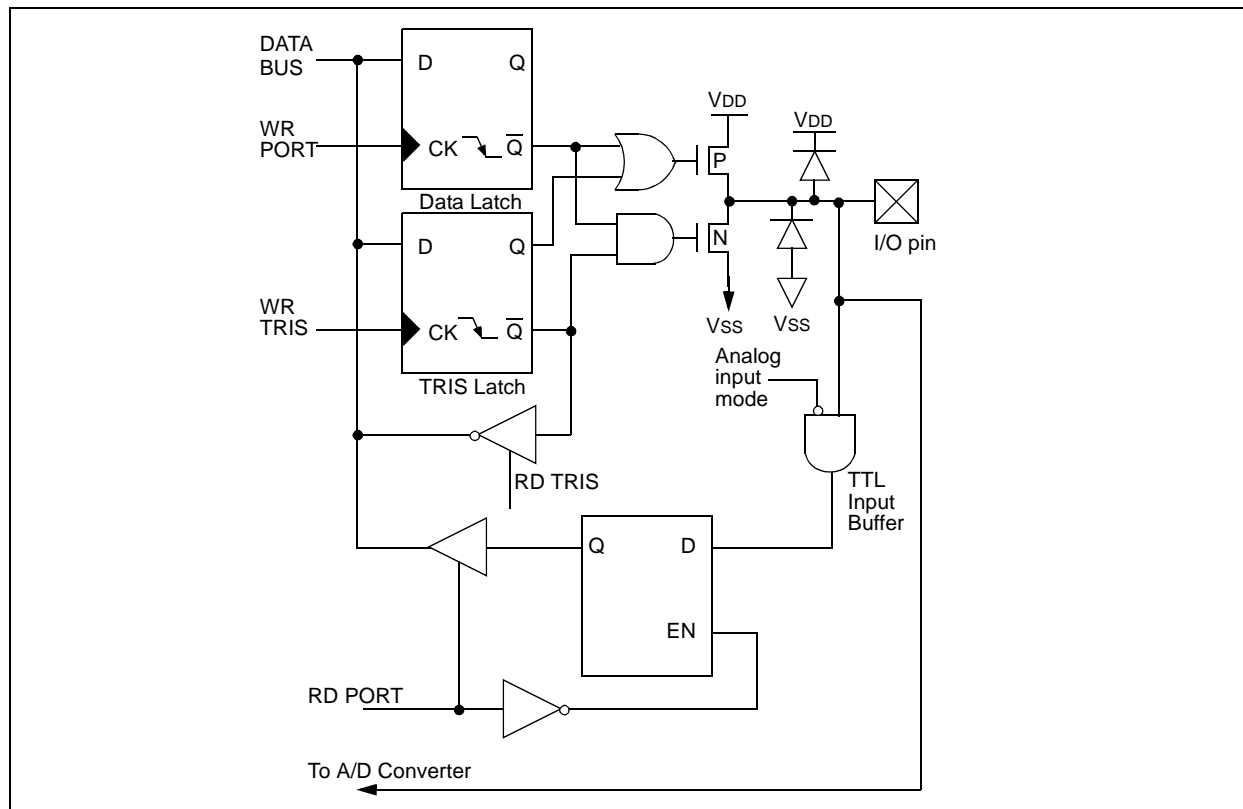 DATA
BUS
D
Q
WR
PORT
CK
Q̅
Data Latch
VDD
P
VDD
I/O pin
D
Q
N
WR
TRIS
CK
Q̅
TRIS Latch
VSS
VSS
Analog
input
mode
RD TRIS
TTL
Input
Buffer
Q
D
EN
RD PORT
To A/D Converter